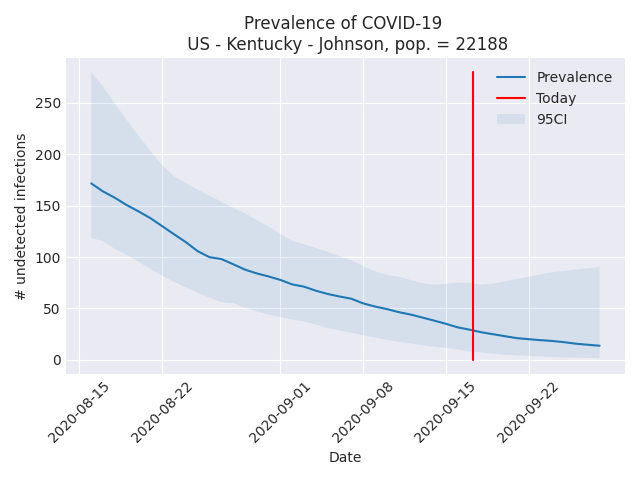 Prevalence of COVID-19
US - Kentucky - Johnson, pop. = 22188
Prevalence
Today
95CI
# undetected infections
250
200
150
100
50
0
2020-08-15
2020-08-22
2020-09-01
2020-09-08
2020-09-15
2020-09-22
Date